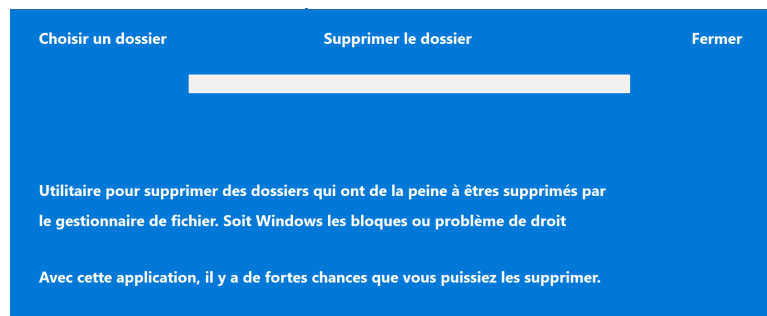 Choisir un dossier Supprimer le dossier Fermer
Utilitaire pour supprimer des dossiers qui ont de la peine à êtres supprimés par
le gestionnaire de fichier. Soit Windows les bloques ou problème de droit
Avec cette application, il y a de fortes chances que vous puissiez les supprimer.